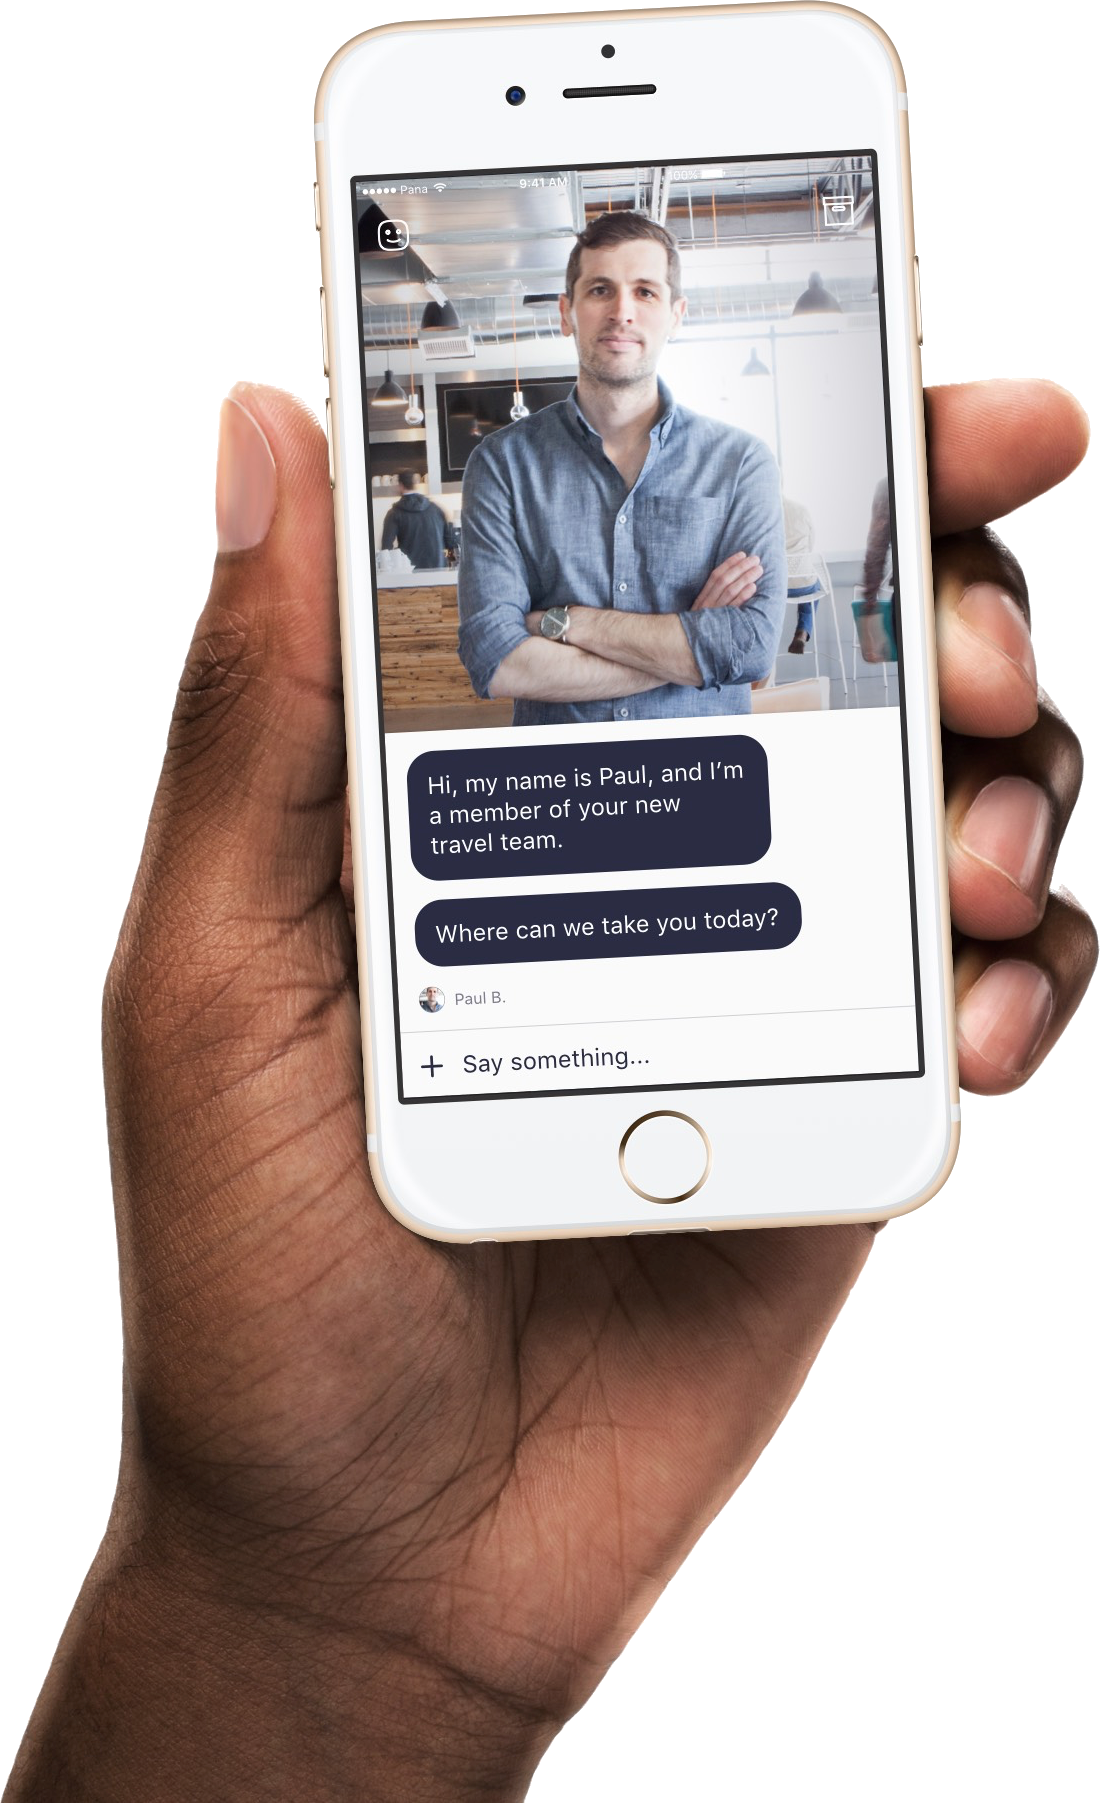 Pana 9:41 AM 100%
Hi, my name is Paul, and I’m
a member of your new
travel team.
Where can we take you today?
Paul B.
Say something...